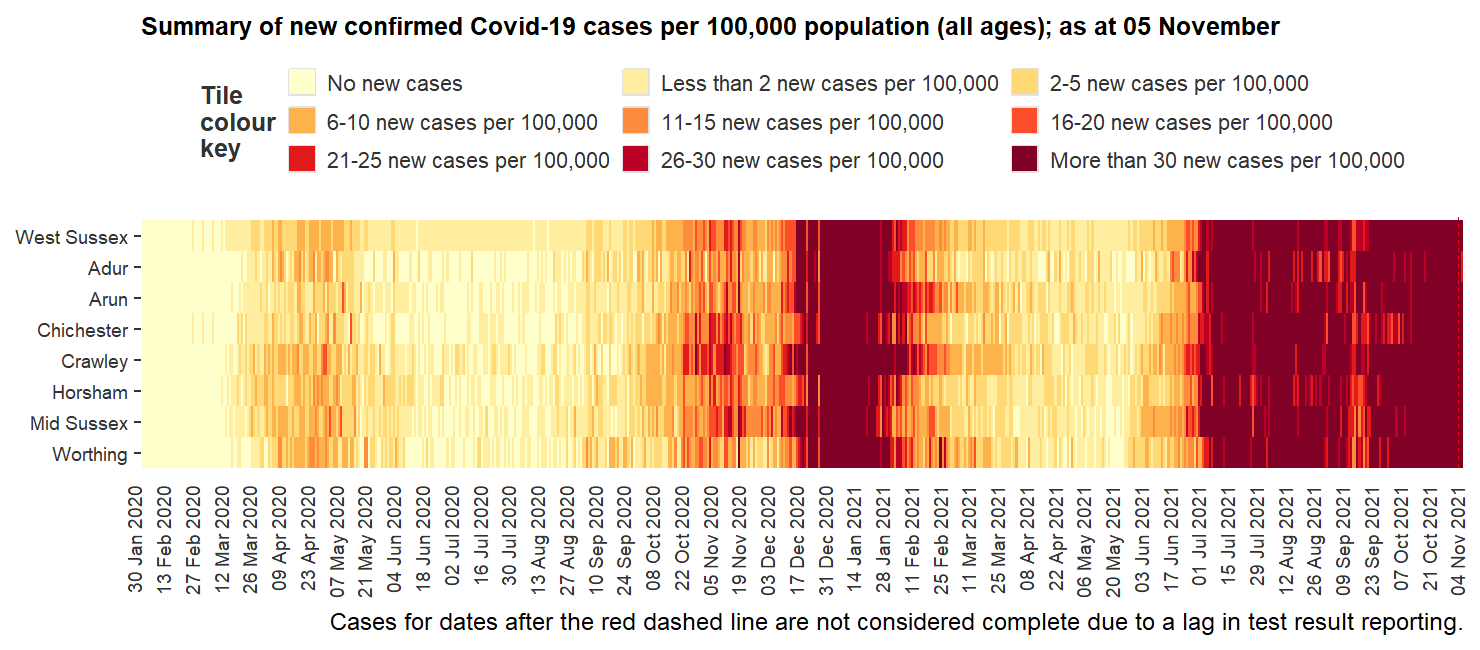 Summary of new confirmed Covid-19 cases per 100,000 population (all ages); as at 05 November
Tile
colour
key
No new cases
Less than 2 new cases per 100,000
2-5 new cases per 100,000
6-10 new cases per 100,000
11-15 new cases per 100,000
16-20 new cases per 100,000
21-25 new cases per 100,000
26-30 new cases per 100,000
More than 30 new cases per 100,000
West Sussex
Adur
Arun
Chichester
Crawley
Horsham
Mid Sussex
Worthing
30 Jan 2020
13 Feb 2020
27 Feb 2020
12 Mar 2020
26 Mar 2020
09 Apr 2020
23 Apr 2020
07 May 2020
21 May 2020
04 Jun 2020
18 Jun 2020
02 Jul 2020
16 Jul 2020
30 Jul 2020
13 Aug 2020
27 Aug 2020
10 Sep 2020
24 Sep 2020
08 Oct 2020
22 Oct 2020
05 Nov 2020
19 Nov 2020
03 Dec 2020
17 Dec 2020
31 Dec 2020
14 Jan 2021
28 Jan 2021
11 Feb 2021
25 Feb 2021
11 Mar 2021
25 Mar 2021
08 Apr 2021
22 Apr 2021
06 May 2021
20 May 2021
03 Jun 2021
17 Jun 2021
01 Jul 2021
15 Jul 2021
29 Jul 2021
12 Aug 2021
26 Aug 2021
09 Sep 2021
23 Sep 2021
07 Oct 2021
21 Oct 2021
04 Nov 2021
Cases for dates after the red dashed line are not considered complete due to a lag in test result reporting.